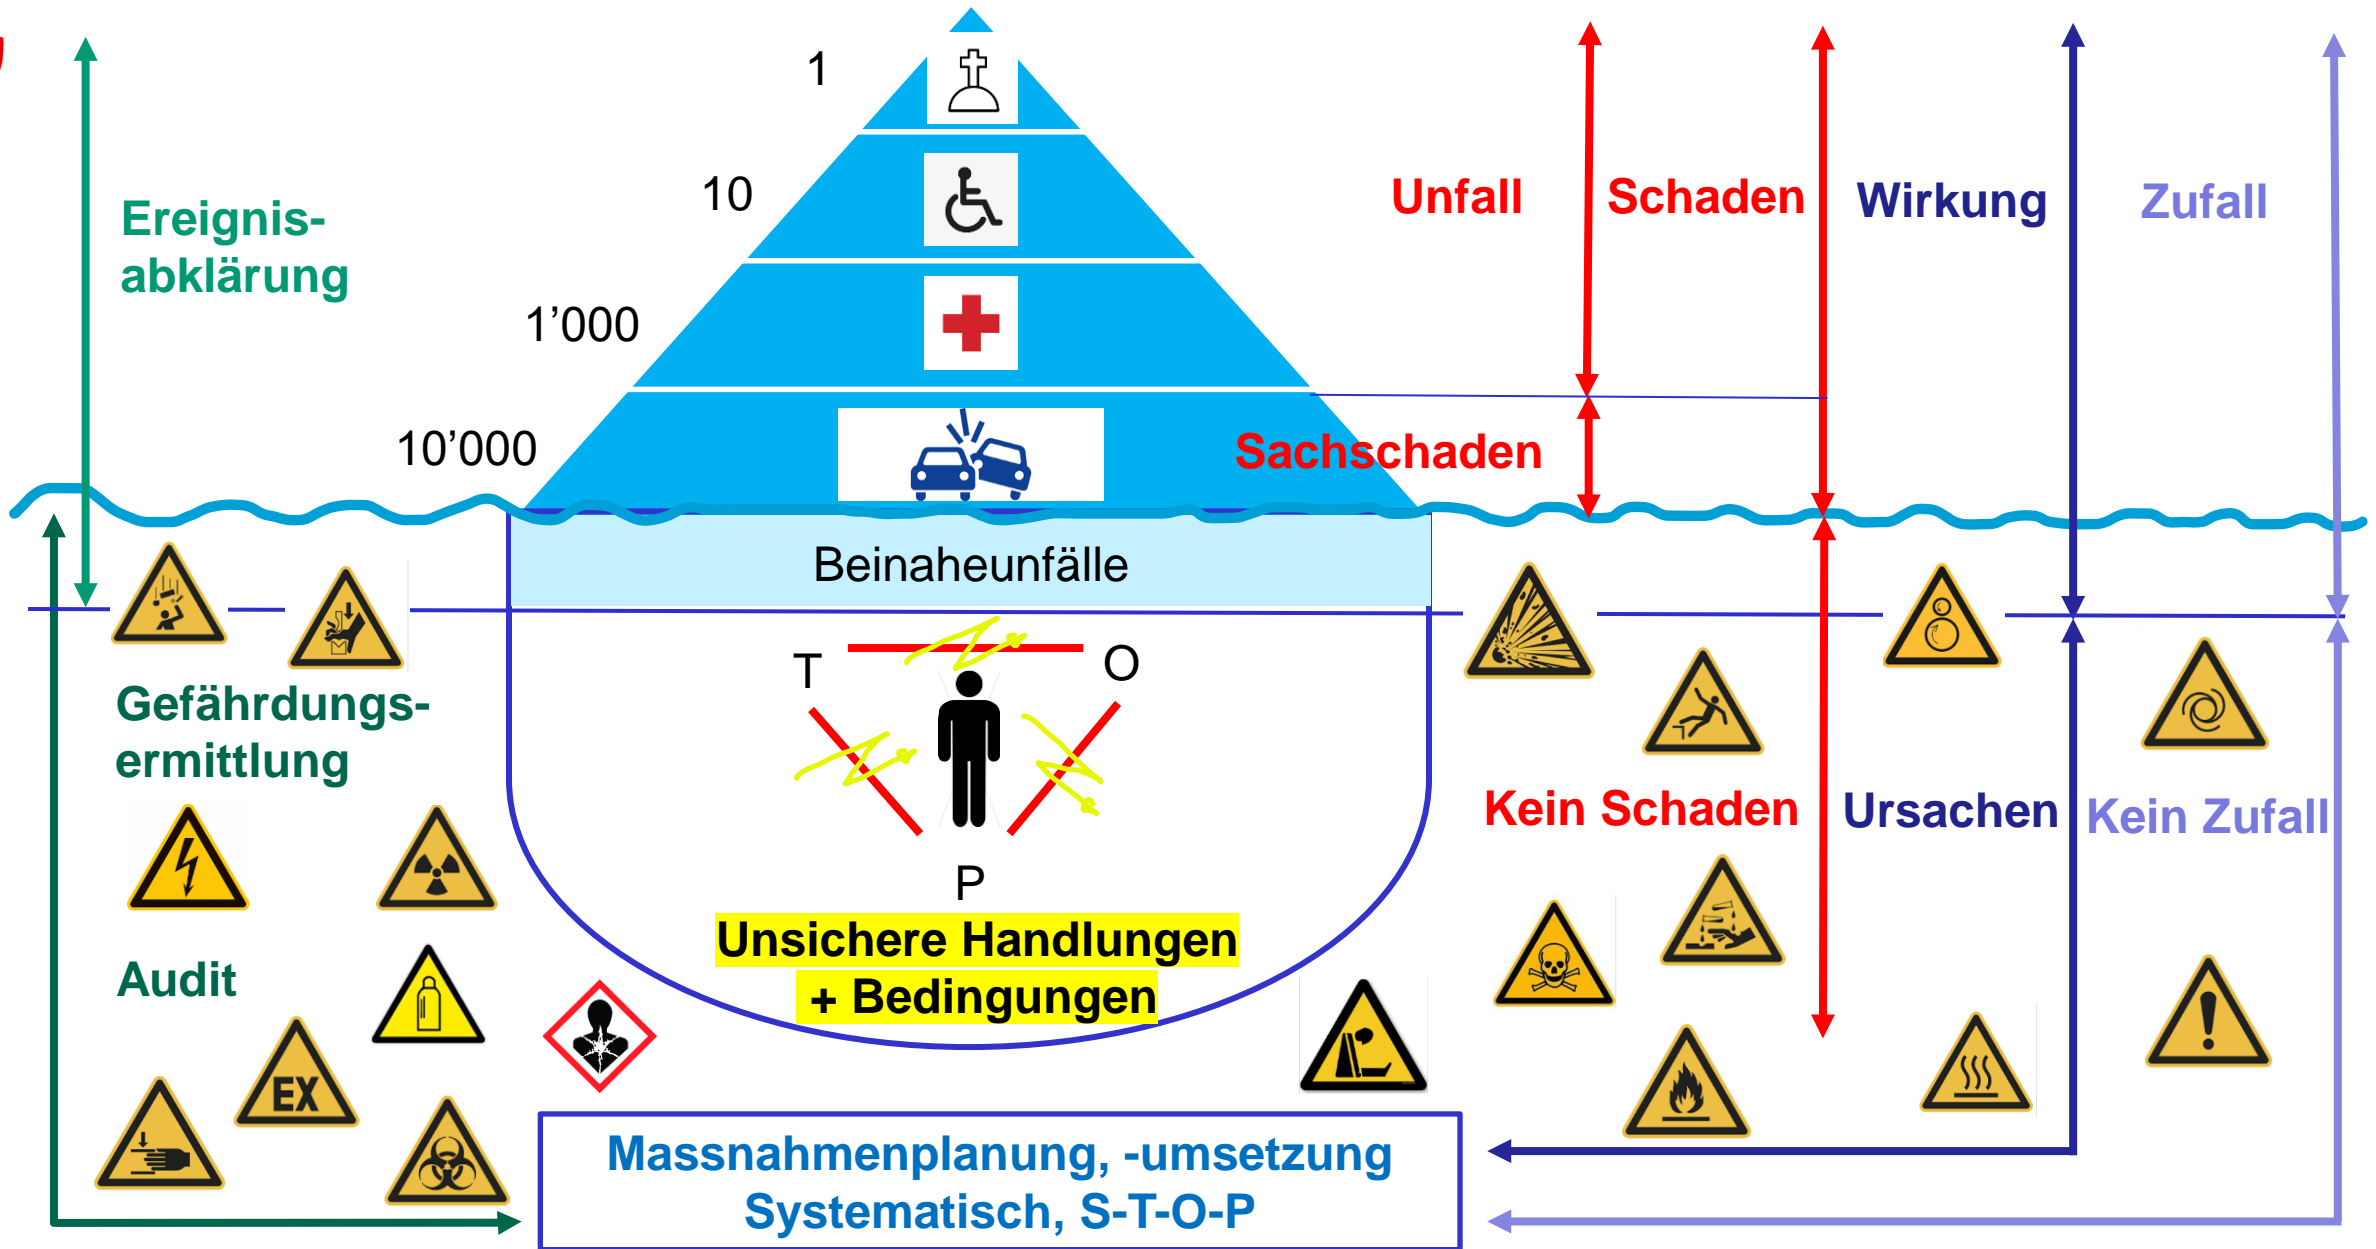 1
10
1’000
10’000
Ereignis-
abklärung
Unfall
Schaden
Wirkung
Zufall
Sachschaden
Beinaheunfälle
T
O
P
Gefährdungs-
ermittlung
Kein Schaden
Ursachen
Kein Zufall
Unsichere Handlungen
+ Bedingungen
Audit
EX
Massnahmenplanung, -umsetzung
Systematisch, S-T-O-P